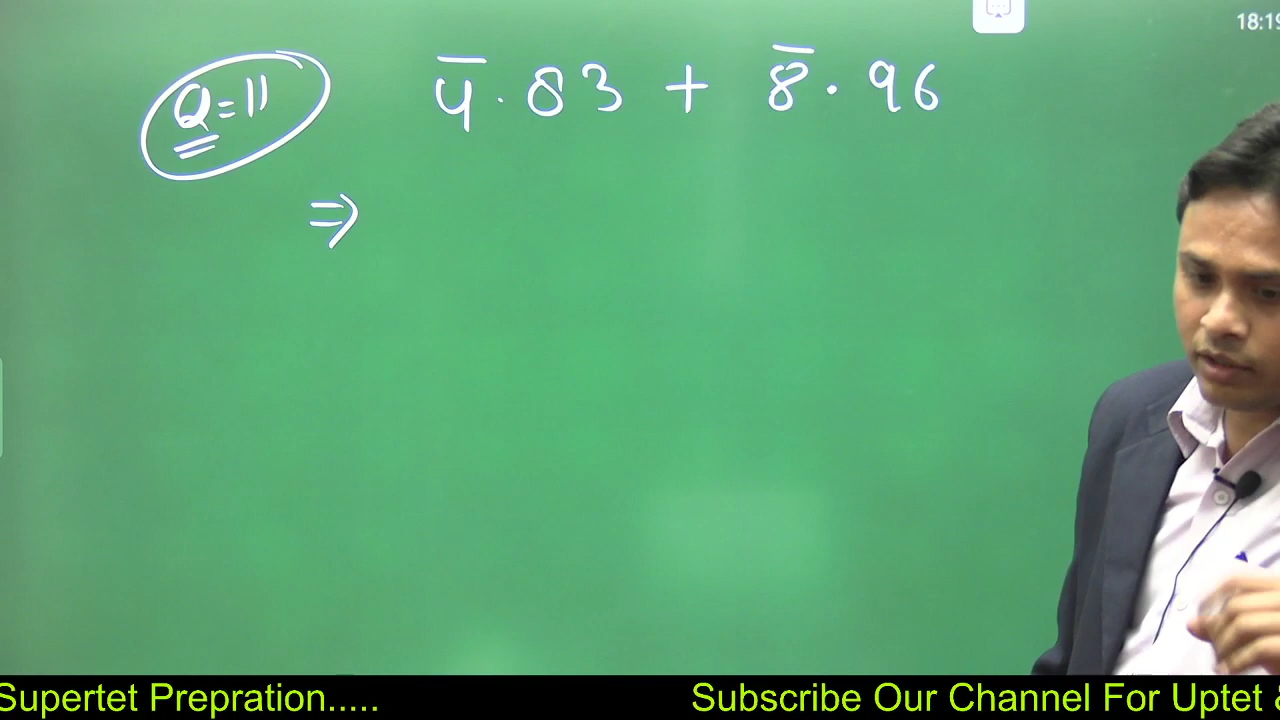 18:19
Q=11 4̅.83 + 8̅.96
⇒
Supertet Prepration..... Subscribe Our Channel For Uptet